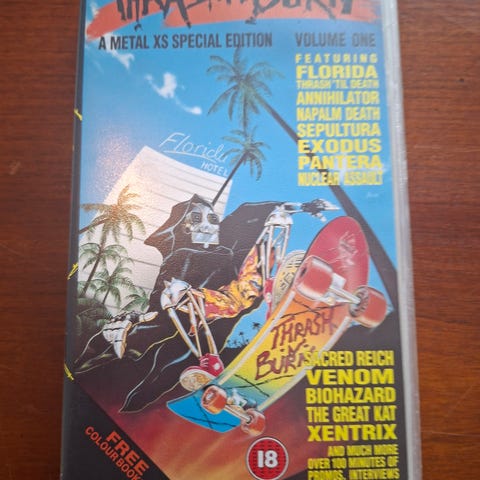 THRASH 'N' BURN
A METAL XS SPECIAL EDITION VOLUME ONE
FEATURING
FLORIDA
THRASH 'TIL DEATH
ANNIHILATOR
NAPALM DEATH
SEPULTURA
EXODUS
PANTERA
NUCLEAR ASSAULT
Florida
HOTEL
THRASH
BURN
SACRED REICH
VENOM
BIOHAZARD
THE GREAT KAT
XENTRIX
AND MUCH MORE
OVER 100 MINUTES OF
PROMOS, INTERVIEWS
FREE
COLOUR BOOK
18